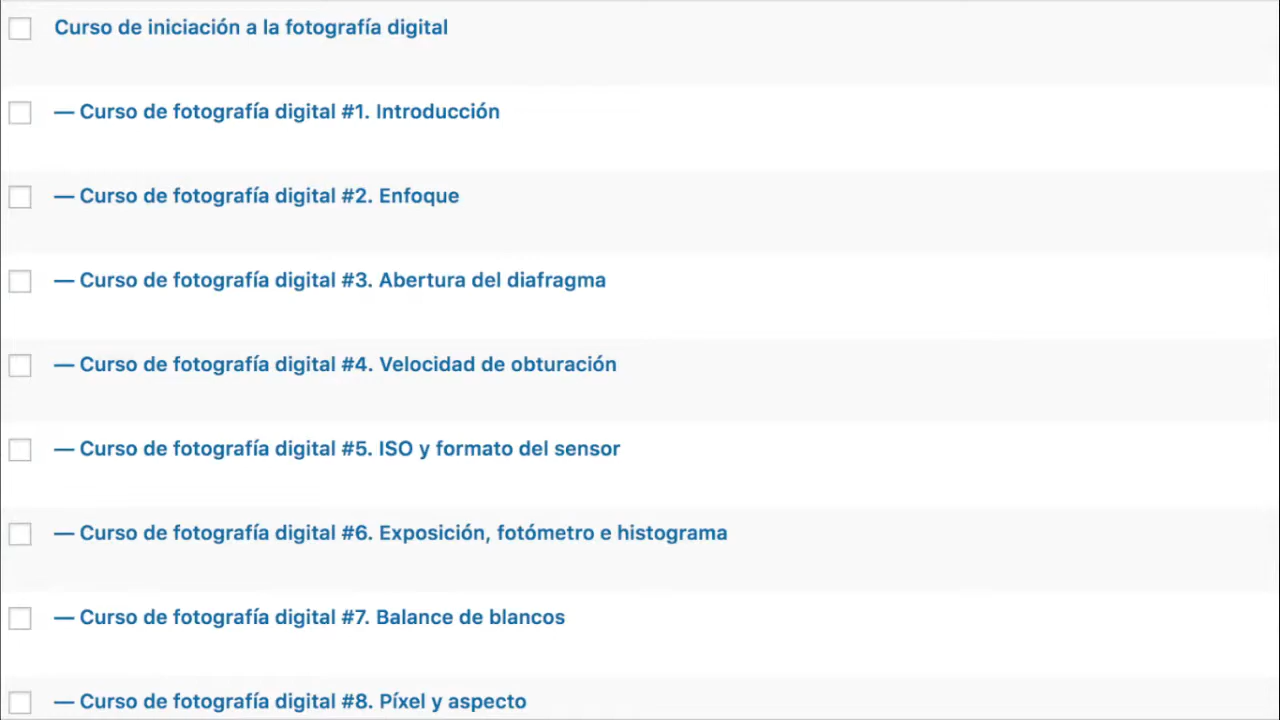 Curso de iniciación a la fotografía digital
— Curso de fotografía digital #1. Introducción
— Curso de fotografía digital #2. Enfoque
— Curso de fotografía digital #3. Abertura del diafragma
— Curso de fotografía digital #4. Velocidad de obturación
— Curso de fotografía digital #5. ISO y formato del sensor
— Curso de fotografía digital #6. Exposición, fotómetro e histograma
— Curso de fotografía digital #7. Balance de blancos
— Curso de fotografía digital #8. Píxel y aspecto